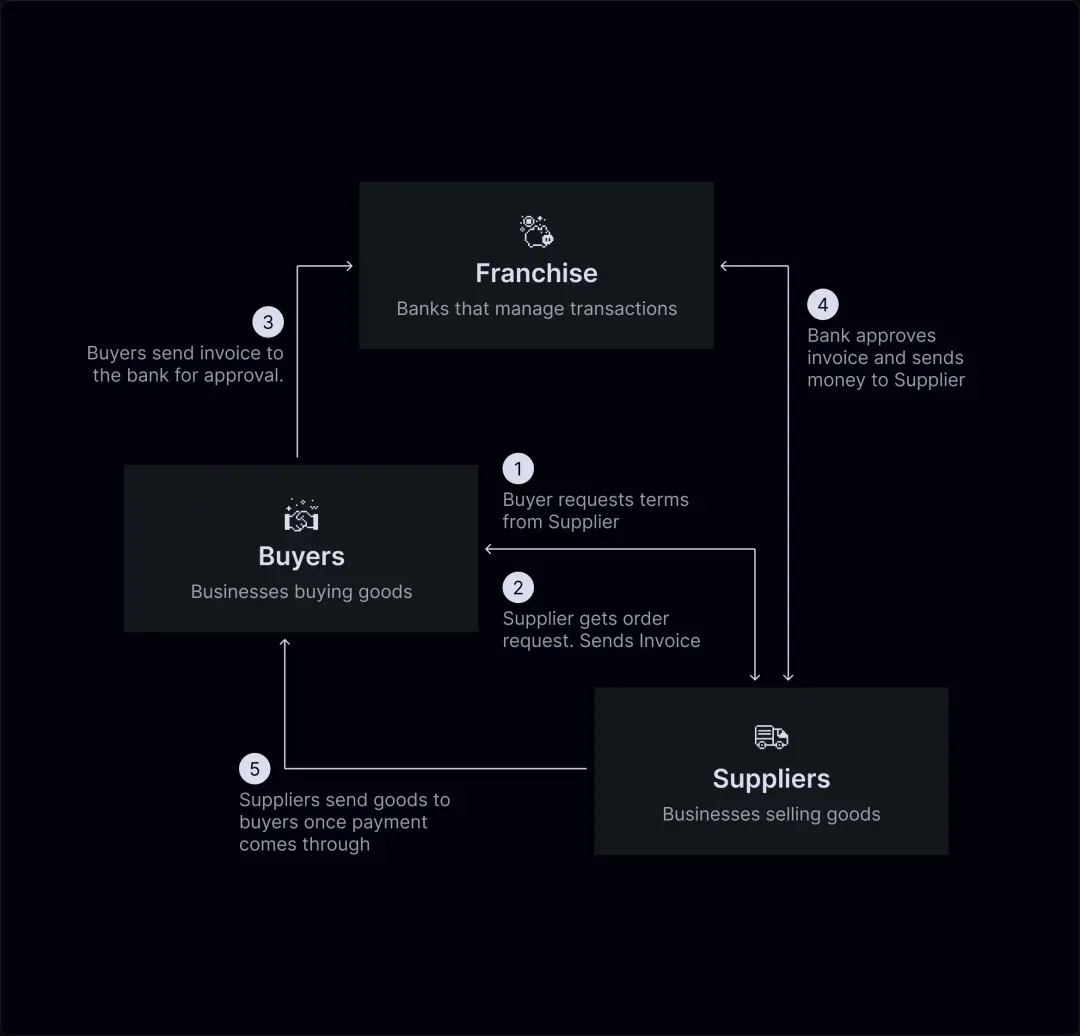 Franchise
Banks that manage transactions
3
Buyers send invoice to
the bank for approval.
4
Bank approves
invoice and sends
money to Supplier
1
Buyer requests terms
from Supplier
Buyers
Businesses buying goods
2
Supplier gets order
request. Sends Invoice
Suppliers
Businesses selling goods
5
Suppliers send goods to
buyers once payment
comes through